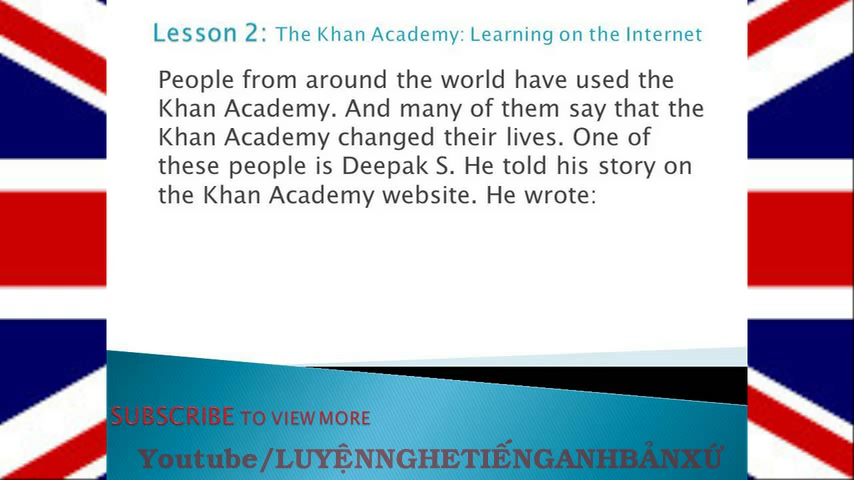 Lesson 2: The Khan Academy: Learning on the Internet
People from around the world have used the
Khan Academy. And many of them say that the
Khan Academy changed their lives. One of
these people is Deepak S. He told his story on
the Khan Academy website. He wrote:
SUBSCRIBE TO VIEW MORE
Youtube/LUYỆNNGHETIẾNGANHBẢNXỨ